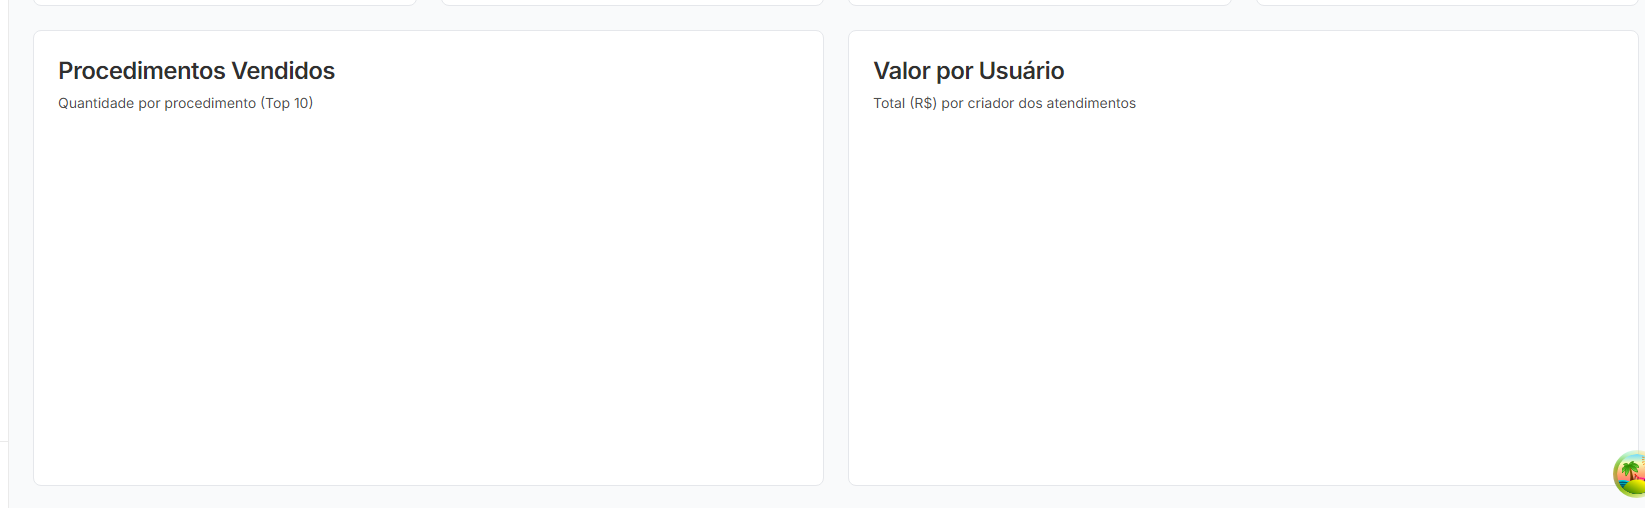 Procedimentos Vendidos
Quantidade por procedimento (Top 10)
Valor por Usuário
Total (R$) por criador dos atendimentos